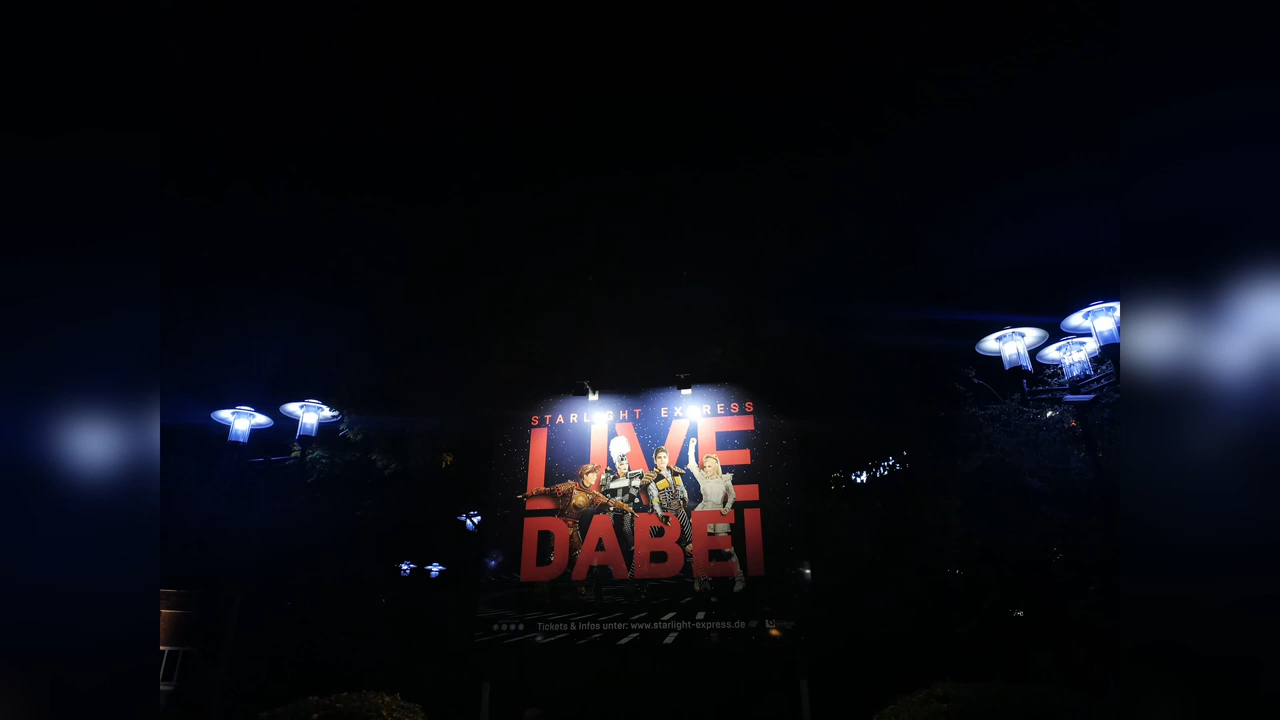 STARLIGHT EXPRESS
LIVE
DABEI
Tickets & Infos unter: www.starlight-express.de